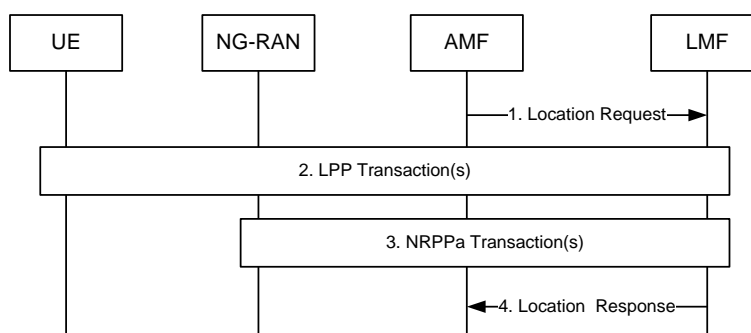 UE
NG-RAN
AMF
LMF
1. Location Request
2. LPP Transaction(s)
3. NRPPa Transaction(s)
4. Location Response